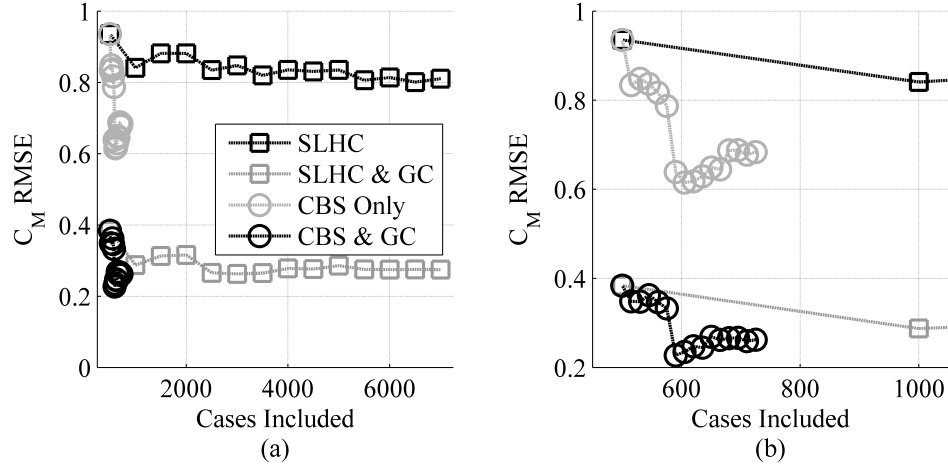 1
0.8
0.6
0.4
0.2
0
C_M RMSE
2000 4000 6000
Cases Included
(a)
SLHC
SLHC & GC
CBS Only
CBS & GC
1
0.8
0.6
0.4
0.2
C_M RMSE
600 800 1000
Cases Included
(b)